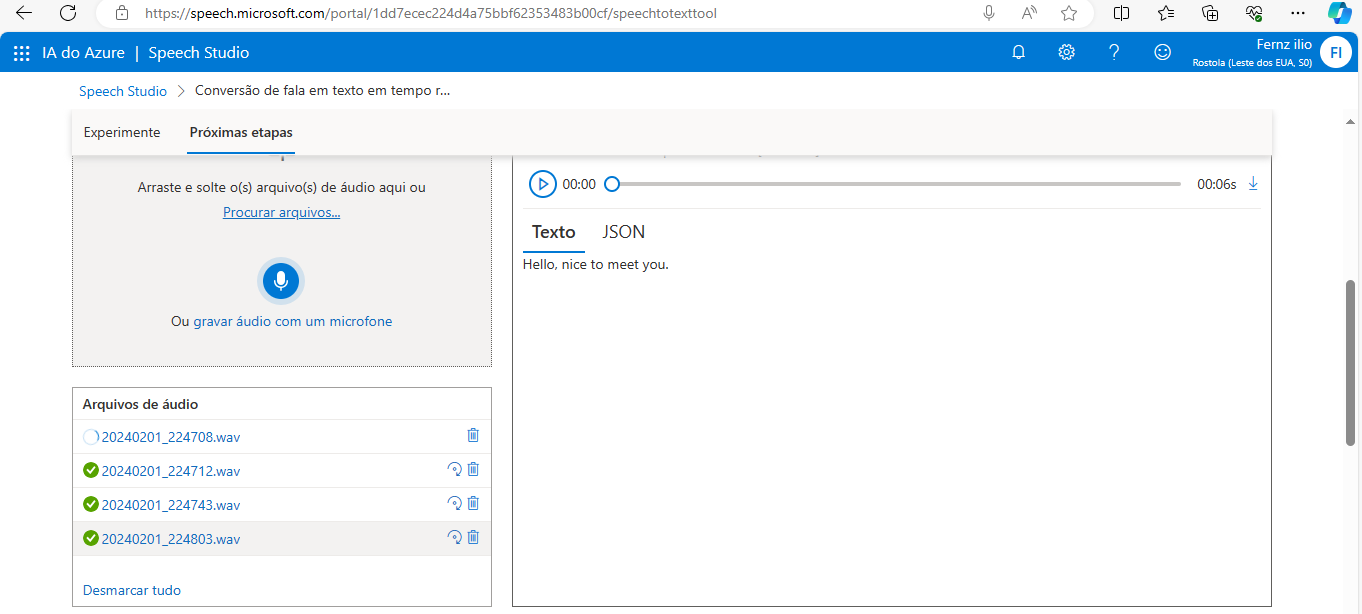 https://speech.microsoft.com/portal/1dd7ecec224d4a75bbf62353483b00cf/speechtotexttool
IA do Azure | Speech Studio
Fernz ilio
Rostola (Leste dos EUA, S0)
FI
Speech Studio > Conversão de fala em texto em tempo r...
Experimente
Próximas etapas
Arraste e solte o(s) arquivo(s) de áudio aqui ou
Procurar arquivos...
Ou gravar áudio com um microfone
Arquivos de áudio
20240201_224708.wav
20240201_224712.wav
20240201_224743.wav
20240201_224803.wav
Desmarcar tudo
00:00
00:06s
Texto
JSON
Hello, nice to meet you.